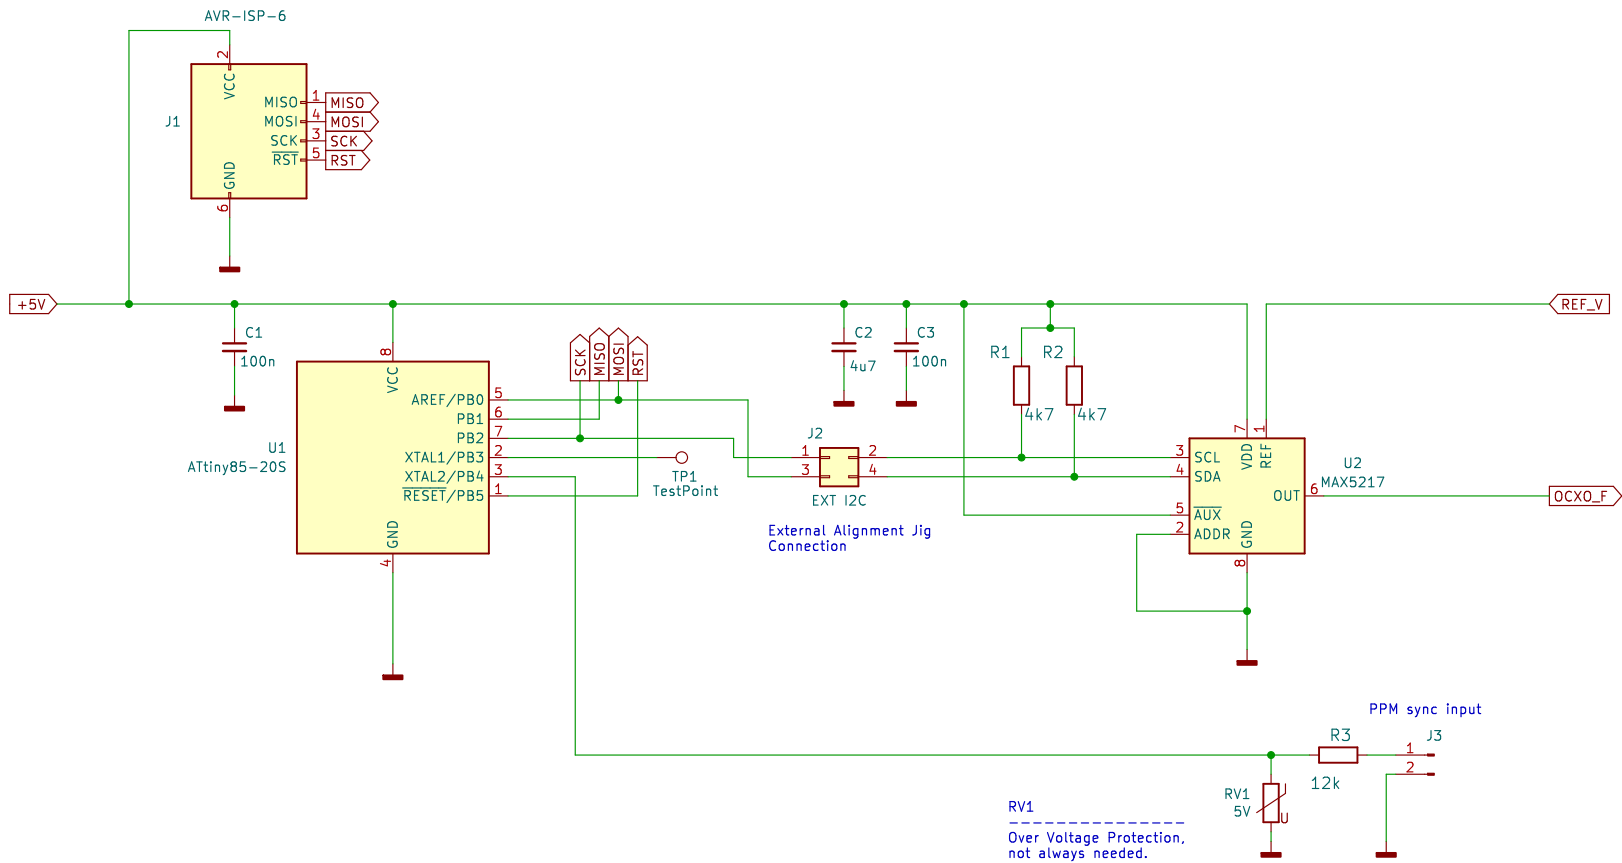 AVR-ISP-6
2
VCC
J1
MISO 1 MISO
MOSI 4 MOSI
SCK 3 SCK
RST 5 RST
GND
6
+5V
REF_V
C1
100n
C2
4u7
C3
100n
R1
4k7
R2
4k7
SCK
MISO
MOSI
RST
8
VCC
U1
ATtiny85-20S
AREF/PB0 5
PB1 6
PB2 7
XTAL1/PB3 2
XTAL2/PB4 3
RESET/PB5 1
GND
4
TP1
TestPoint
J2
1 2
3 4
EXT I2C
External Alignment Jig
Connection
7 1
VDD REF
3 SCL
4 SDA
5 AUX
2 ADDR
GND
8
OUT 6
U2
MAX5217
OCXO_F
PPM sync input
R3
12k
J3
1
2
RV1
5V
U
RV1
----------------
Over Voltage Protection,
not always needed.